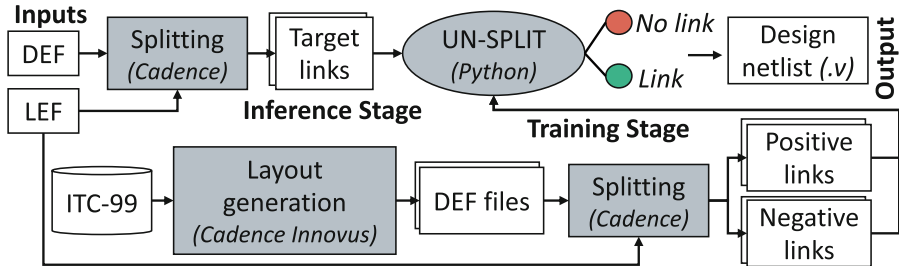 Inputs
DEF
LEF
Splitting
(Cadence)
Target
links
Inference Stage
UN-SPLIT
(Python)
No link
Link
Design
netlist (.v)
Output
Training Stage
ITC-99
Layout
generation
(Cadence Innovus)
DEF files
Splitting
(Cadence)
Positive
links
Negative
links